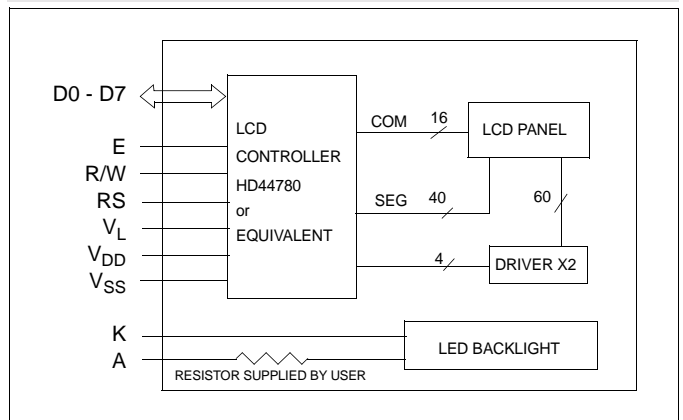 D0 - D7
E
R/W
RS
VL
VDD
VSS
K
A
LCD
CONTROLLER
HD44780
or
EQUIVALENT
COM 16
LCD PANEL
SEG 40
60
4
DRIVER X2
LED BACKLIGHT
RESISTOR SUPPLIED BY USER